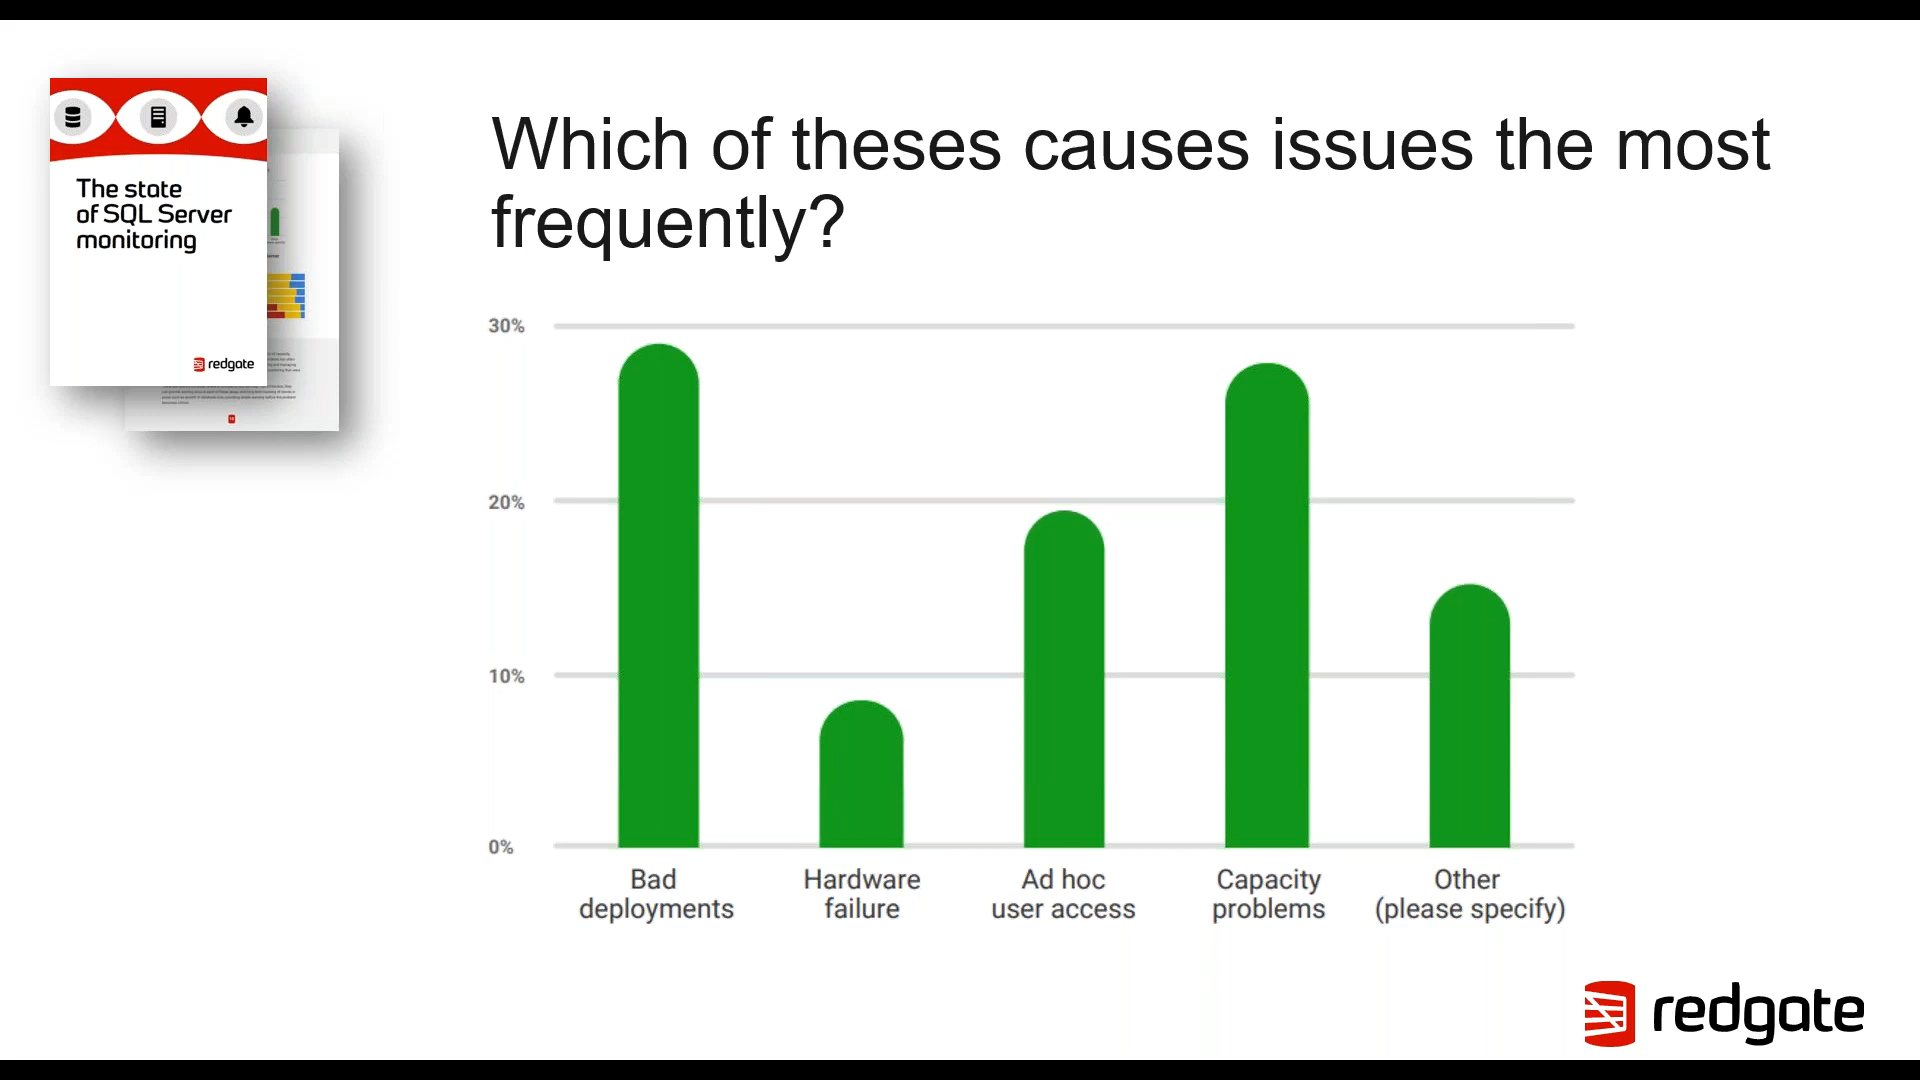 The state
of SQL Server
monitoring
redgate
Which of theses causes issues the most
frequently?
30%
20%
10%
0%
Bad
deployments
Hardware
failure
Ad hoc
user access
Capacity
problems
Other
(please specify)
redgate